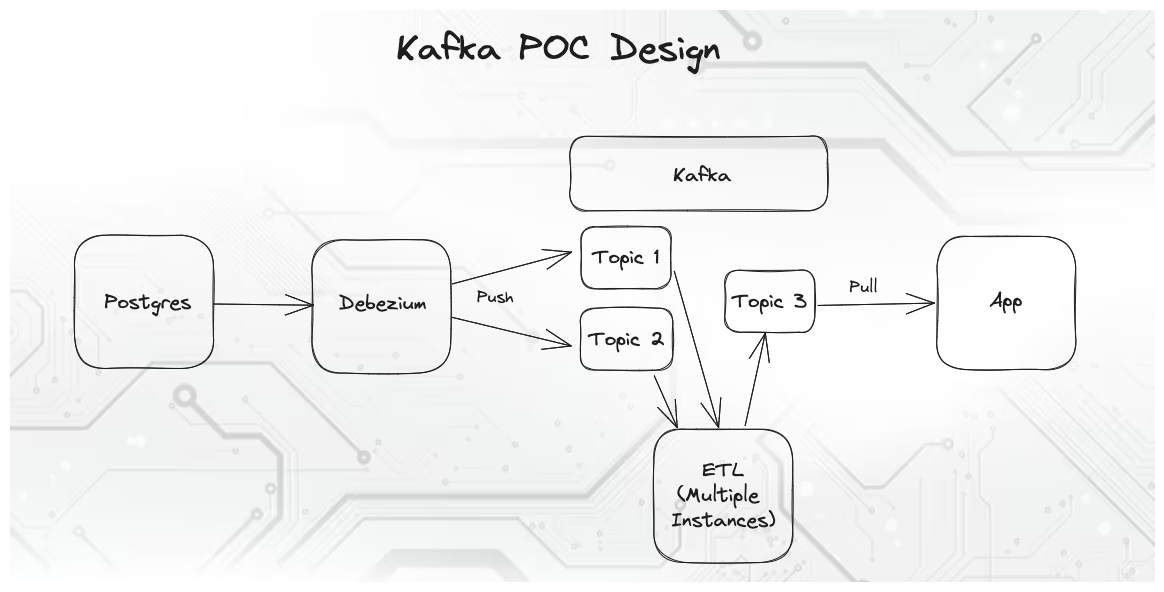 Kafka POC Design
Kafka
Topic 1
Postgres
Debezium
Push
Topic 2
Topic 3
Pull
App
ETL
(Multiple
Instances)